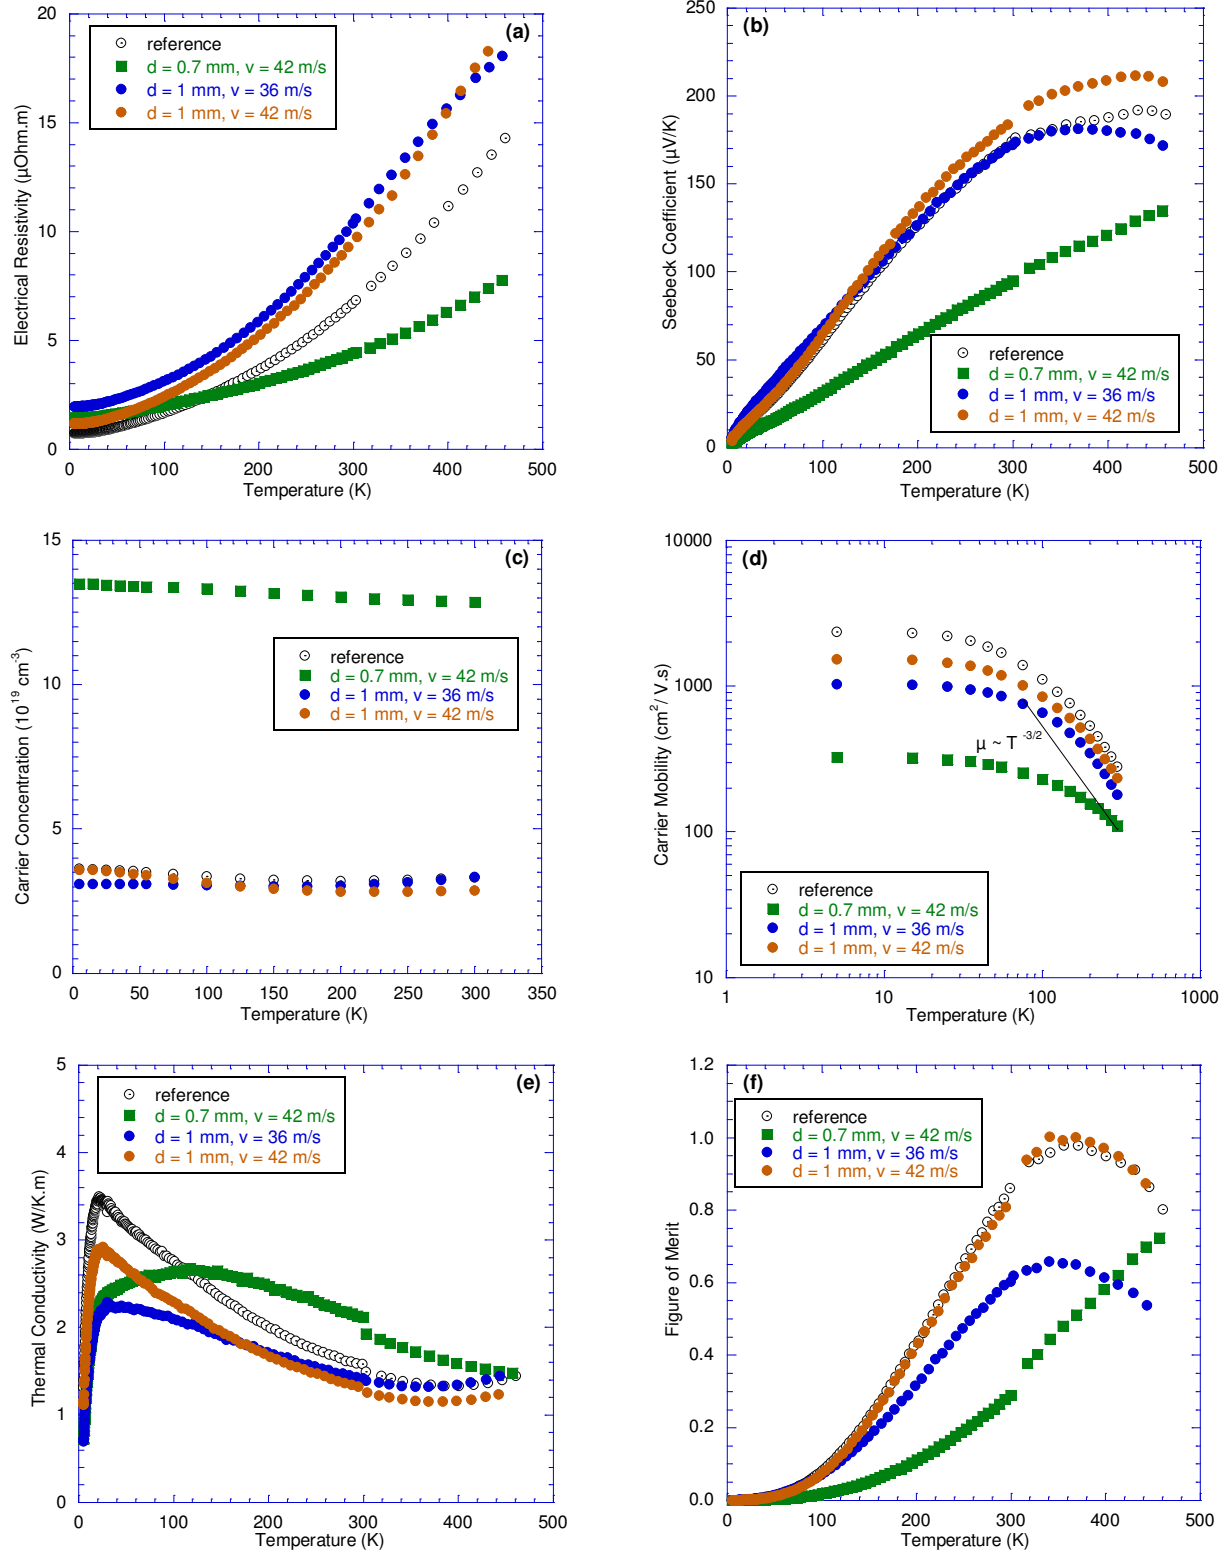 (a)
reference
d = 0.7 mm, v = 42 m/s
d = 1 mm, v = 36 m/s
d = 1 mm, v = 42 m/s
Electrical Resistivity (µOhm.m)
20
15
10
5
0
0 100 200 300 400 500
Temperature (K)
(b)
250
200
150
100
50
0
Seebeck Coefficient (µV/K)
reference
d = 0.7 mm, v = 42 m/s
d = 1 mm, v = 36 m/s
d = 1 mm, v = 42 m/s
0 100 200 300 400 500
Temperature (K)
(c)
15
10
5
0
Carrier Concentration (10¹⁹ cm⁻³)
reference
d = 0.7 mm, v = 42 m/s
d = 1 mm, v = 36 m/s
d = 1 mm, v = 42 m/s
0 50 100 150 200 250 300 350
Temperature (K)
(d)
10000
1000
100
10
Carrier Mobility (cm²/ V.s)
µ ~ T ⁻³/²
reference
d = 0.7 mm, v = 42 m/s
d = 1 mm, v = 36 m/s
d = 1 mm, v = 42 m/s
1 10 100 1000
Temperature (K)
(e)
5
4
3
2
1
0
Thermal Conductivity (W/K.m)
reference
d = 0.7 mm, v = 42 m/s
d = 1 mm, v = 36 m/s
d = 1 mm, v = 42 m/s
0 100 200 300 400 500
Temperature (K)
(f)
1.2
1.0
0.8
0.6
0.4
0.2
0.0
Figure of Merit
reference
d = 0.7 mm, v = 42 m/s
d = 1 mm, v = 36 m/s
d = 1 mm, v = 42 m/s
0 100 200 300 400 500
Temperature (K)